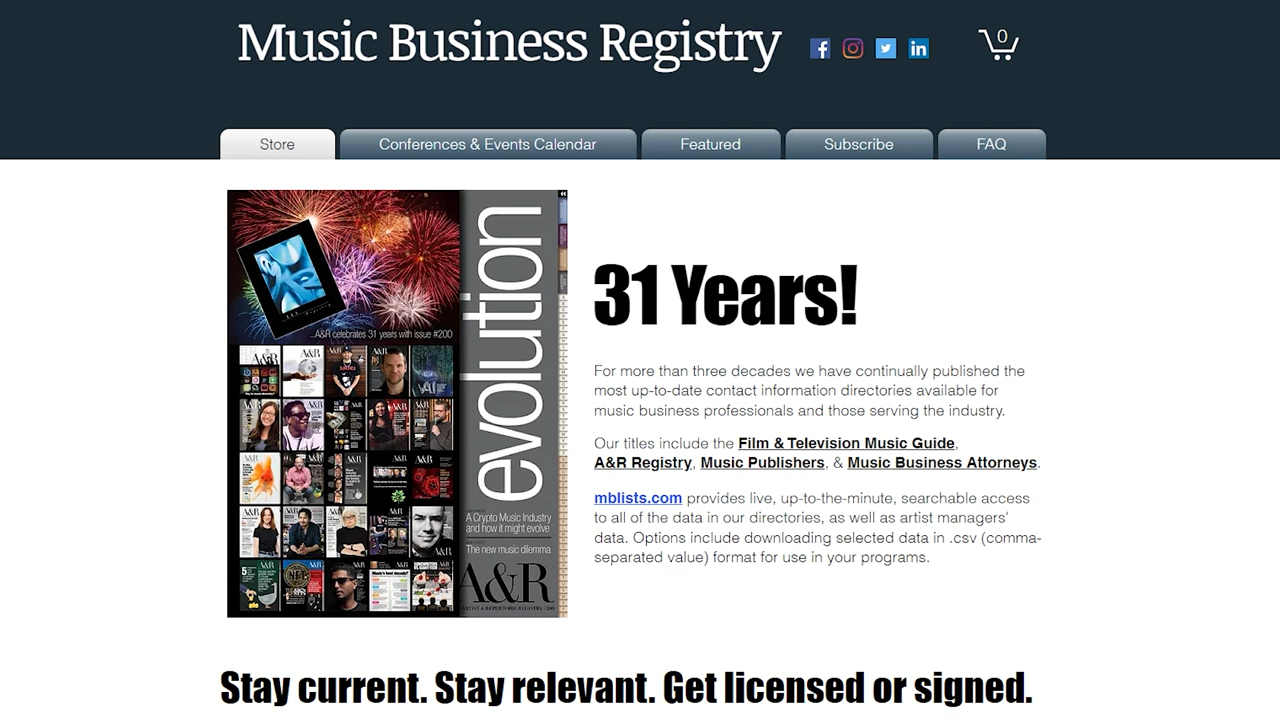 Music Business Registry
0
Store
Conferences & Events Calendar
Featured
Subscribe
FAQ
...A&R celebrates 31 years with issue #200
evolution
A Crypto Music Industry
and how it might evolve
The new music dilemma
A&R
31 Years!
For more than three decades we have continually published the
most up-to-date contact information directories available for
music business professionals and those serving the industry.
Our titles include the Film & Television Music Guide,
A&R Registry, Music Publishers, & Music Business Attorneys.
mblists.com provides live, up-to-the-minute, searchable access
to all of the data in our directories, as well as artist managers'
data. Options include downloading selected data in .csv (comma-
separated value) format for use in your programs.
Stay current. Stay relevant. Get licensed or signed.